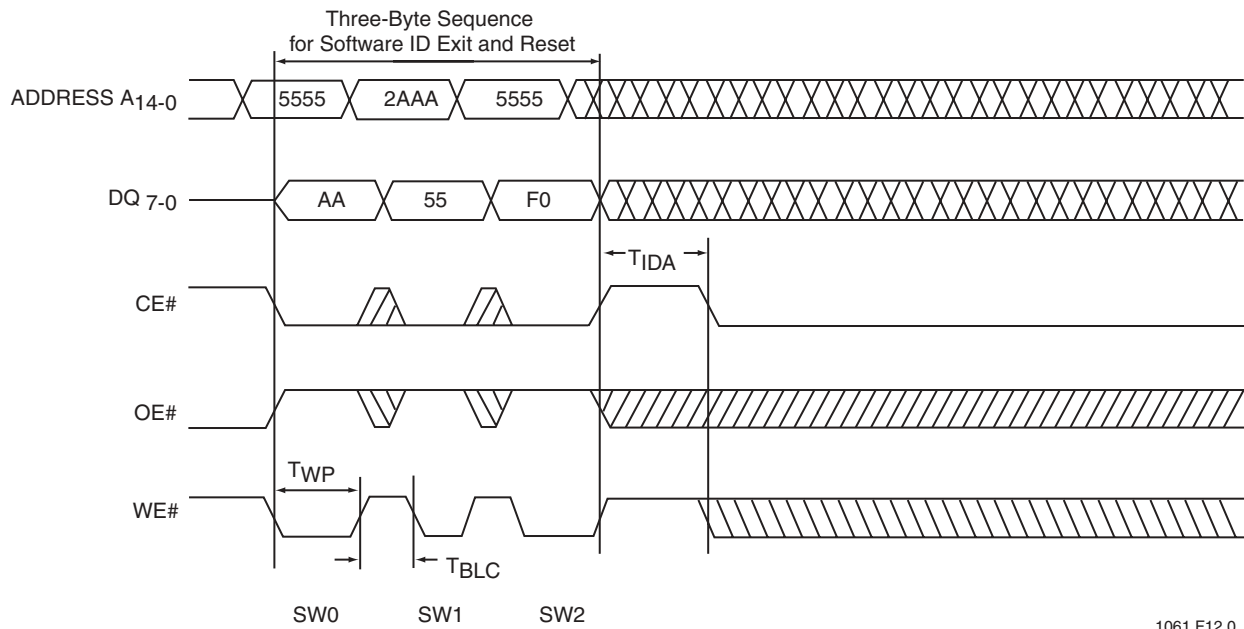 Three-Byte Sequence
for Software ID Exit and Reset
ADDRESS A14-0
5555 2AAA 5555
DQ 7-0
AA 55 F0
TIDA
CE#
OE#
TWP
WE#
TBLC
SW0 SW1 SW2
1061 F12.0